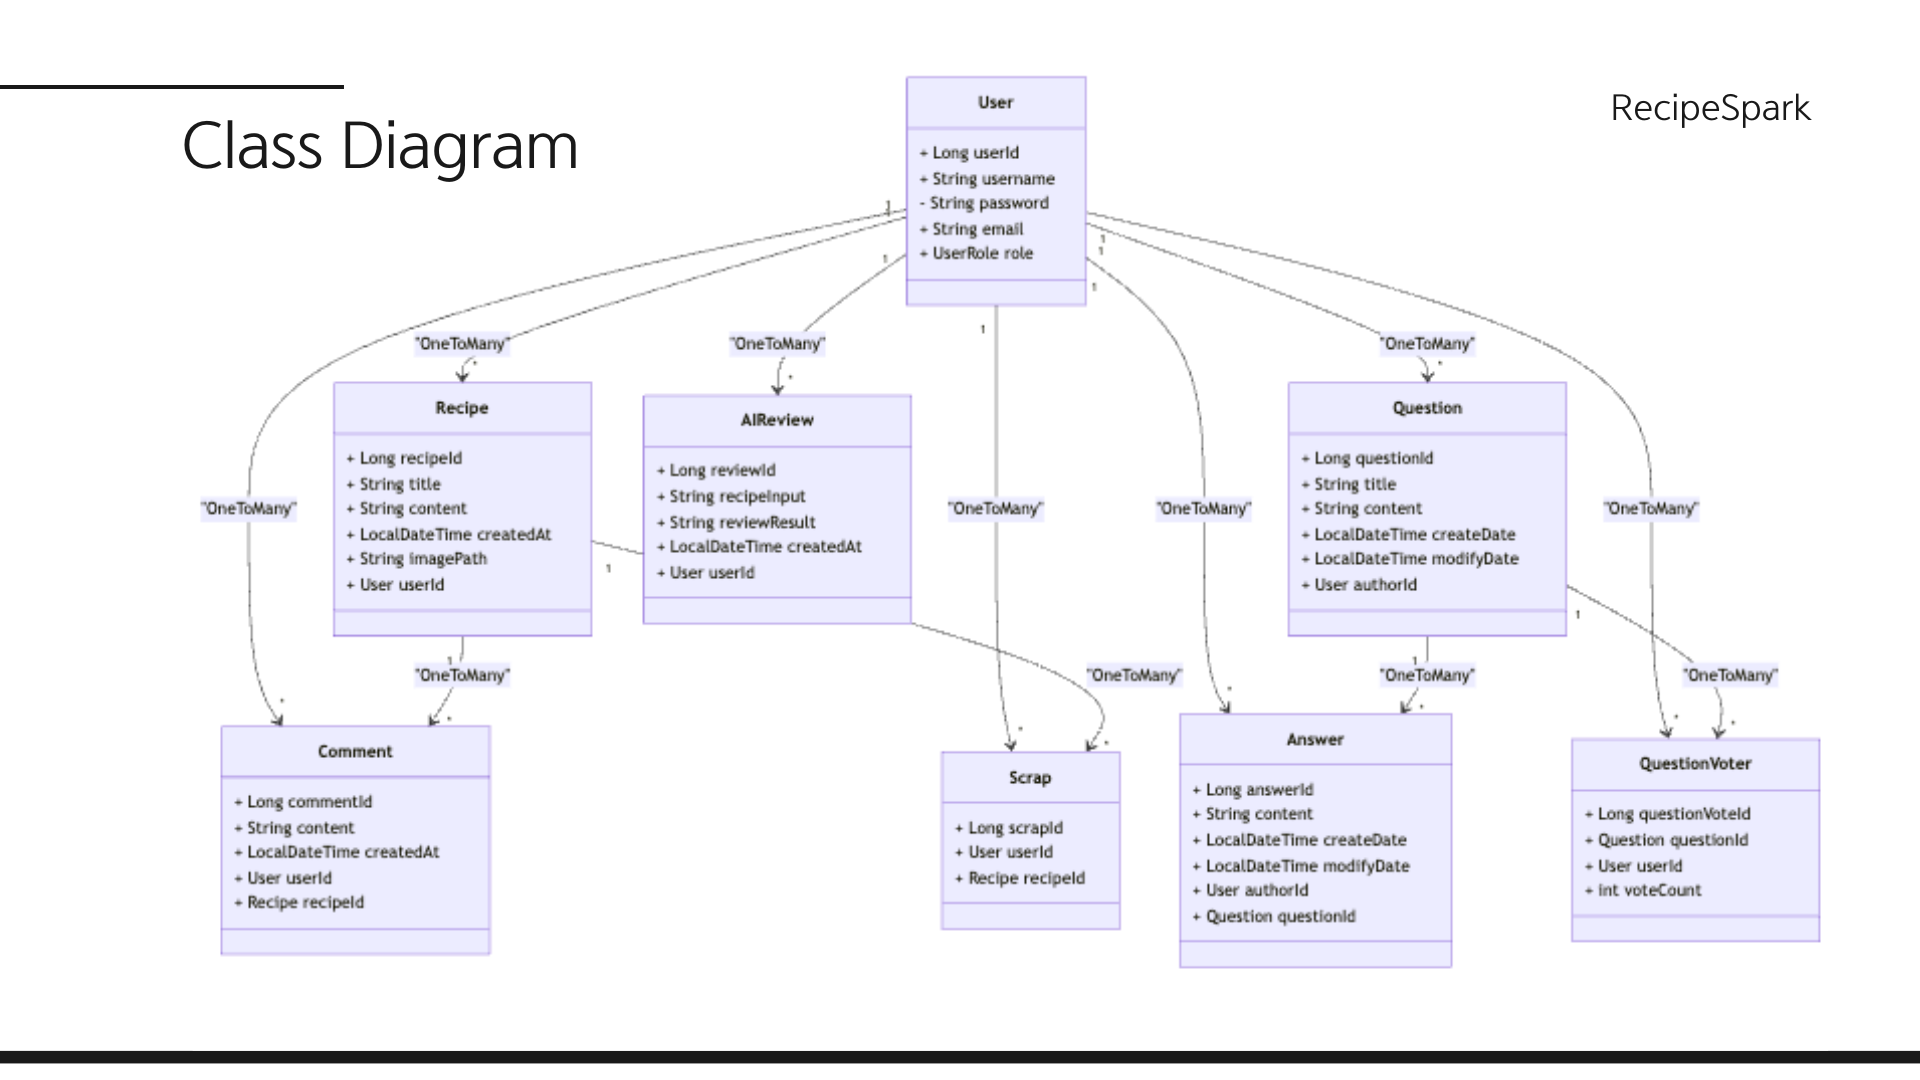 RecipeSpark
Class Diagram
User
+ Long userId
+ String username
- String password
+ String email
+ UserRole role
1
1
1
1
1
1
1
"OneToMany"
"OneToMany"
"OneToMany"
*
*
*
Recipe
+ Long recipeId
+ String title
+ String content
+ LocalDateTime createdAt
+ String imagePath
+ User userId
1
AIReview
+ Long reviewId
+ String recipeInput
+ String reviewResult
+ LocalDateTime createdAt
+ User userId
Question
+ Long questionId
+ String title
+ String content
+ LocalDateTime createDate
+ LocalDateTime modifyDate
+ User authorId
1
"OneToMany"
"OneToMany"
"OneToMany"
"OneToMany"
1
1
"OneToMany"
"OneToMany"
"OneToMany"
"OneToMany"
*
*
*
*
*
*
*
*
Comment
+ Long commentId
+ String content
+ LocalDateTime createdAt
+ User userId
+ Recipe recipeId
Scrap
+ Long scrapId
+ User userId
+ Recipe recipeId
Answer
+ Long answerId
+ String content
+ LocalDateTime createDate
+ LocalDateTime modifyDate
+ User authorId
+ Question questionId
QuestionVoter
+ Long questionVoteId
+ Question questionId
+ User userId
+ int voteCount